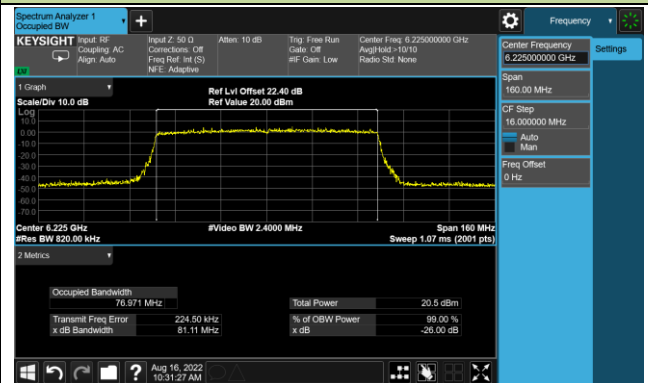 Spectrum Analyzer 1
Occupied BW
+
Frequency
KEYSIGHT
Input: RF
Coupling: AC
Align: Auto
Input Z: 50 Ω
Corrections: Off
Freq Ref: Int (S)
NFE: Adaptive
Atten: 10 dB
Trig: Free Run
Gate: Off
#IF Gain: Low
Center Freq: 6.225000000 GHz
Avg|Hold >10/10
Radio Std: None
Center Frequency
6.225000000 GHz
Settings
Span
160.00 MHz
CF Step
16.000000 MHz
Auto
Man
Freq Offset
0 Hz
1 Graph
Scale/Div 10.0 dB
Ref Lvl Offset 22.40 dB
Ref Value 20.00 dBm
Log
10.0
0.00
-10.0
-20.0
-30.0
-40.0
-50.0
-60.0
-70.0
Center 6.225 GHz
#Res BW 820.00 kHz
#Video BW 2.4000 MHz
Span 160 MHz
Sweep 1.07 ms (2001 pts)
2 Metrics
Occupied Bandwidth
76.971 MHz
Transmit Freq Error 224.50 kHz
x dB Bandwidth 81.11 MHz
Total Power 20.5 dBm
% of OBW Power 99.00 %
x dB -26.00 dB
?
Aug 16, 2022
10:31:27 AM